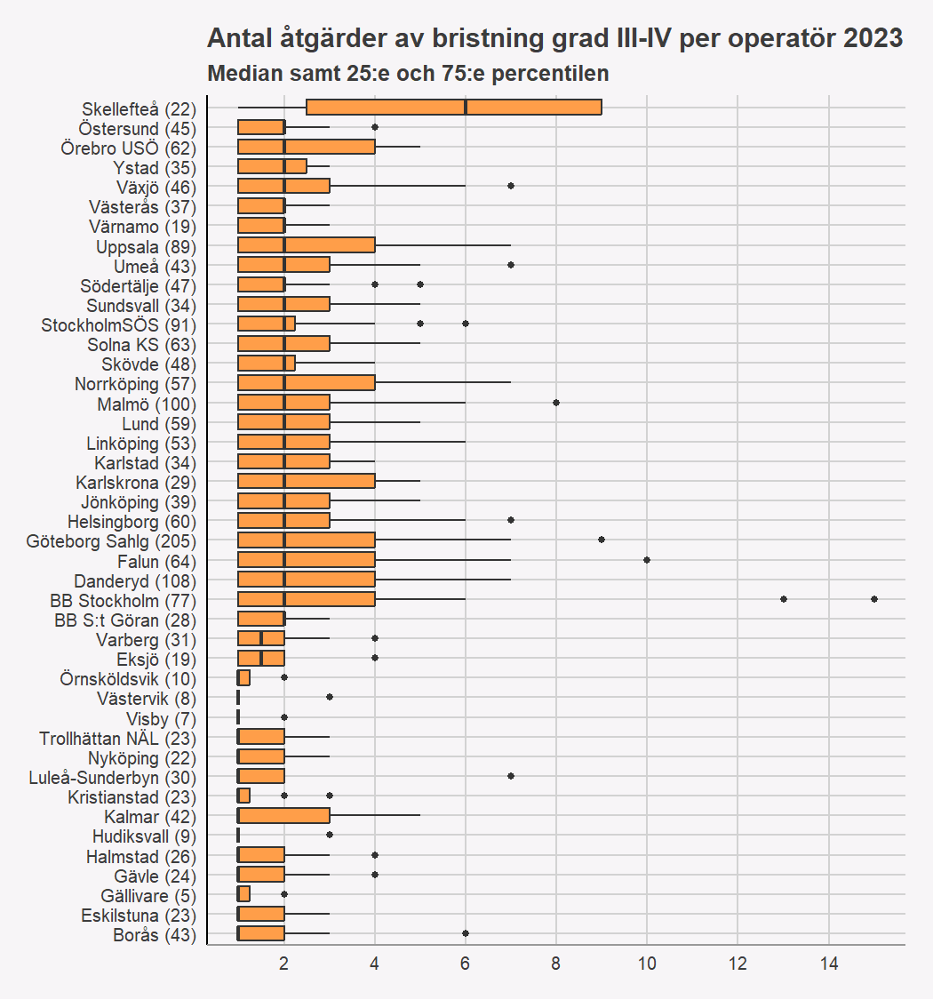 Antal åtgärder av bristning grad III-IV per operatör 2023
Median samt 25:e och 75:e percentilen
Skellefteå (22)
Östersund (45)
Örebro USÖ (62)
Ystad (35)
Växjö (46)
Västerås (37)
Värnamo (19)
Uppsala (89)
Umeå (43)
Södertälje (47)
Sundsvall (34)
StockholmSÖS (91)
Solna KS (63)
Skövde (48)
Norrköping (57)
Malmö (100)
Lund (59)
Linköping (53)
Karlstad (34)
Karlskrona (29)
Jönköping (39)
Helsingborg (60)
Göteborg Sahlg (205)
Falun (64)
Danderyd (108)
BB Stockholm (77)
BB S:t Göran (28)
Varberg (31)
Eksjö (19)
Örnsköldsvik (10)
Västervik (8)
Visby (7)
Trollhättan NÄL (23)
Nyköping (22)
Luleå-Sunderbyn (30)
Kristianstad (23)
Kalmar (42)
Hudiksvall (9)
Halmstad (26)
Gävle (24)
Gällivare (5)
Eskilstuna (23)
Borås (43)
2 4 6 8 10 12 14